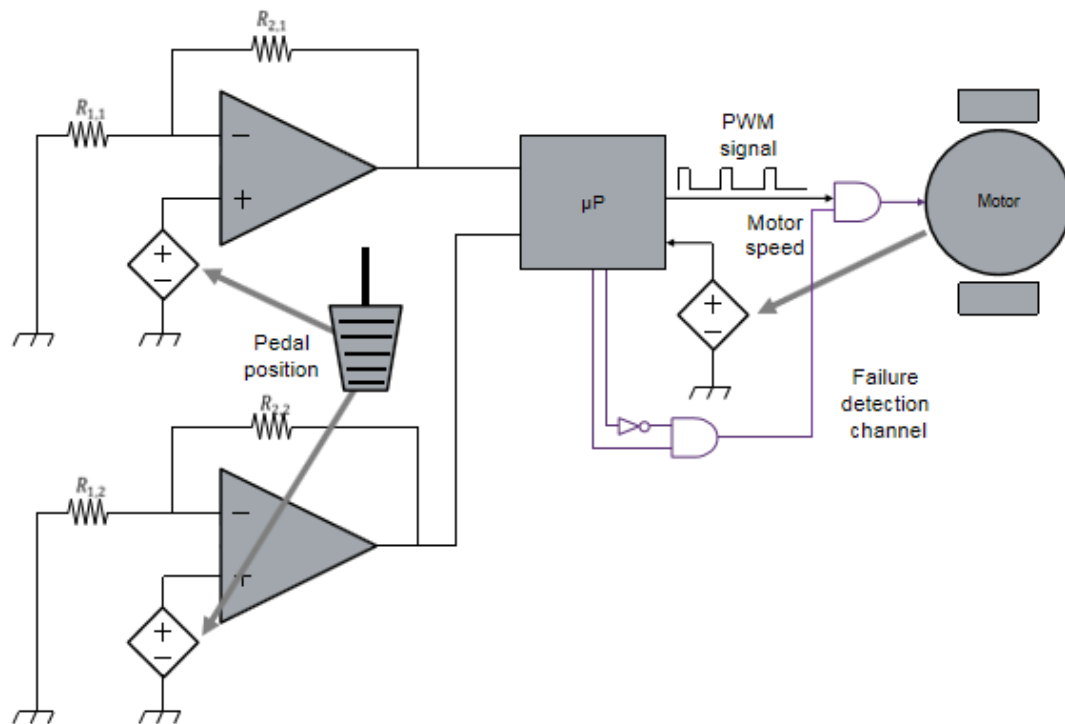 R2,1
R1,1
−
+
+
−
PWM
signal
µP
Motor
Motor
speed
+
−
Pedal
position
Failure
detection
channel
R2,2
R1,2
−
+
+
−